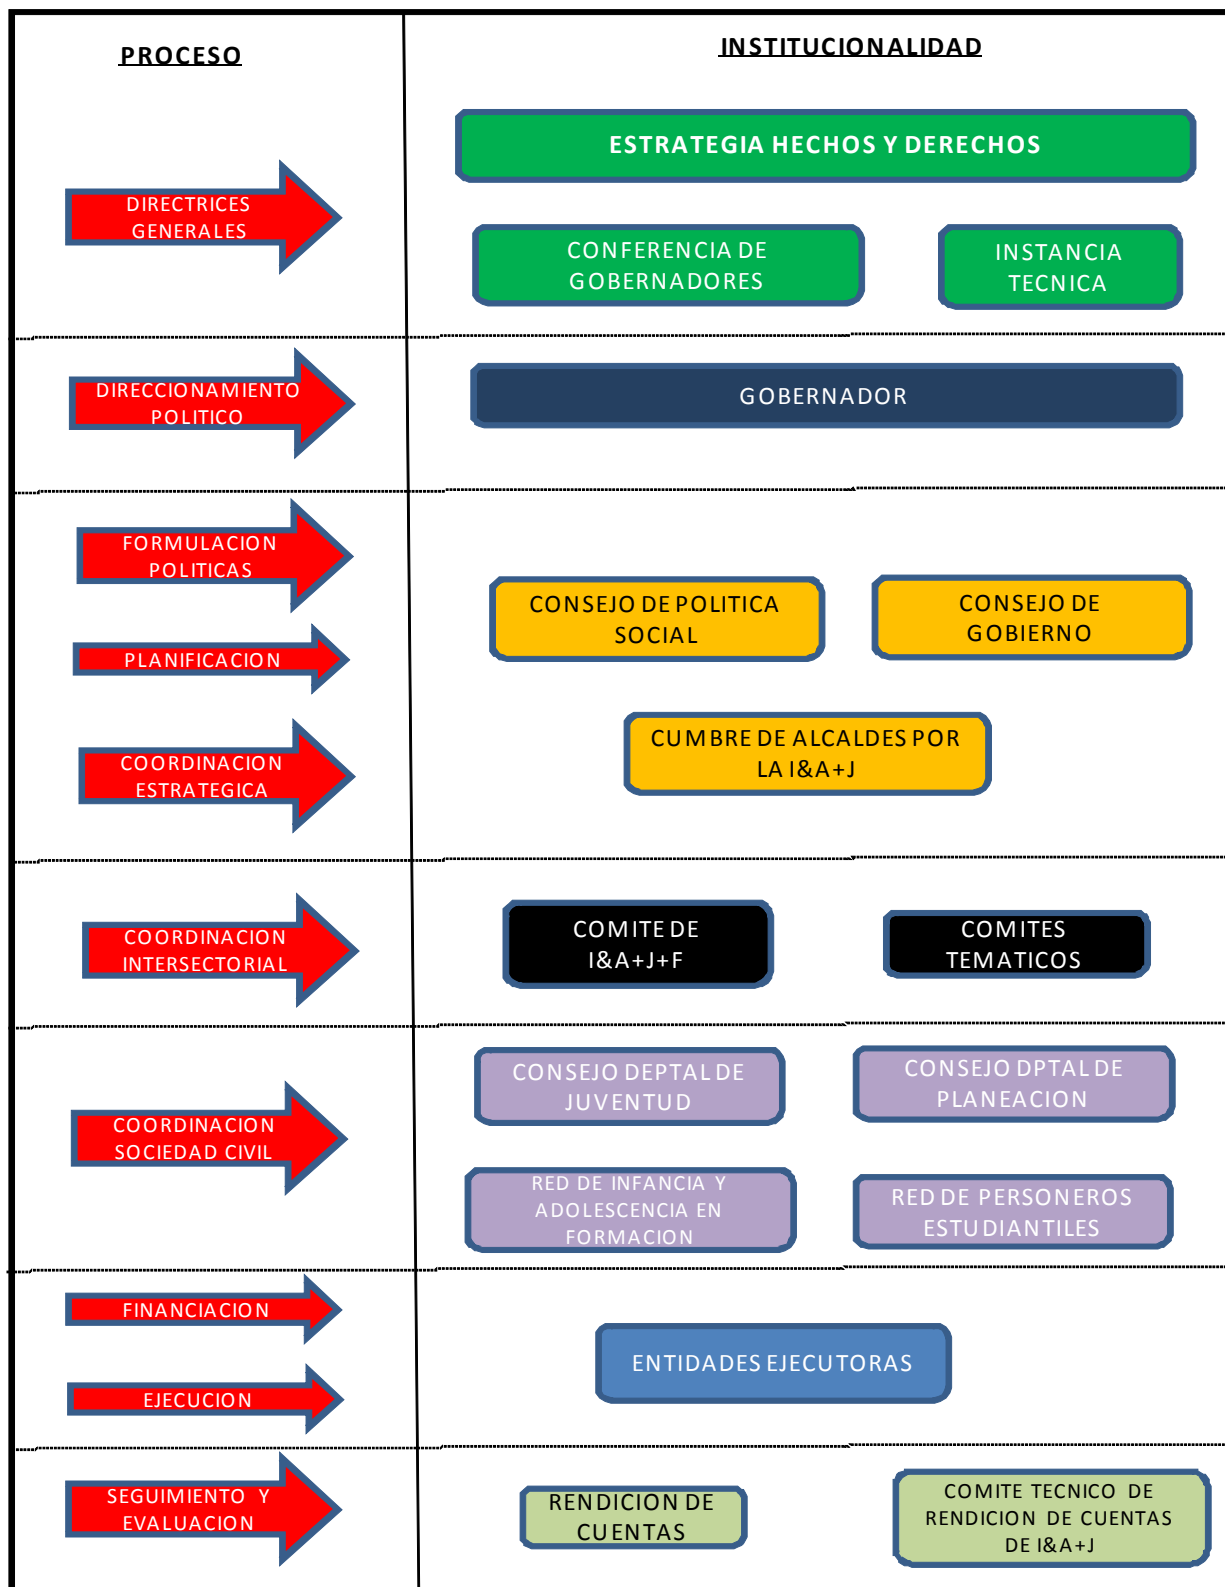 PROCESO
INSTITUCIONALIDAD
DIRECTRICES
GENERALES
ESTRATEGIA HECHOS Y DERECHOS
CONFERENCIA DE
GOBERNADORES
INSTANCIA
TECNICA
DIRECCIONAMIENTO
POLITICO
GOBERNADOR
FORMULACION
POLITICAS
PLANIFICACION
COORDINACION
ESTRATEGICA
CONSEJO DE POLITICA
SOCIAL
CONSEJO DE
GOBIERNO
CUMBRE DE ALCALDES POR
LA I&A+J
COORDINACION
INTERSECTORIAL
COMITE DE
I&A+J+F
COMITES
TEMATICOS
COORDINACION
SOCIEDAD CIVIL
CONSEJO DEPTAL DE
JUVENTUD
CONSEJO DPTAL DE
PLANEACION
RED DE INFANCIA Y
ADOLESCENCIA EN
FORMACION
RED DE PERSONEROS
ESTUDIANTILES
FINANCIACION
EJECUCION
ENTIDADES EJECUTORAS
SEGUIMIENTO Y
EVALUACION
RENDICION DE
CUENTAS
COMITE TECNICO DE
RENDICION DE CUENTAS
DE I&A+J